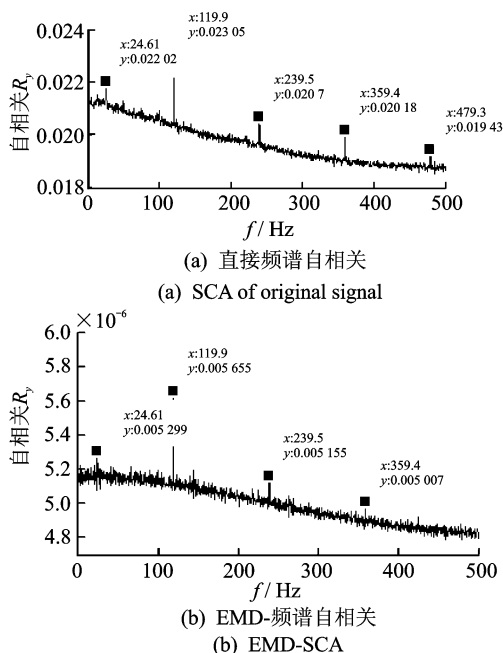 x:24.61
y:0.022 02
x:119.9
y:0.023 05
x:239.5
y:0.020 7
x:359.4
y:0.020 18
x:479.3
y:0.019 43
自相关Ry
0.024
0.022
0.020
0.018
0 100 200 300 400 500
f / Hz
(a) 直接频谱自相关
(a) SCA of original signal
×10⁻⁶
x:119.9
y:0.005 655
x:24.61
y:0.005 299
x:239.5
y:0.005 155
x:359.4
y:0.005 007
自相关Ry
6.0
5.8
5.6
5.4
5.2
5.0
4.8
0 100 200 300 400 500
f / Hz
(b) EMD-频谱自相关
(b) EMD-SCA